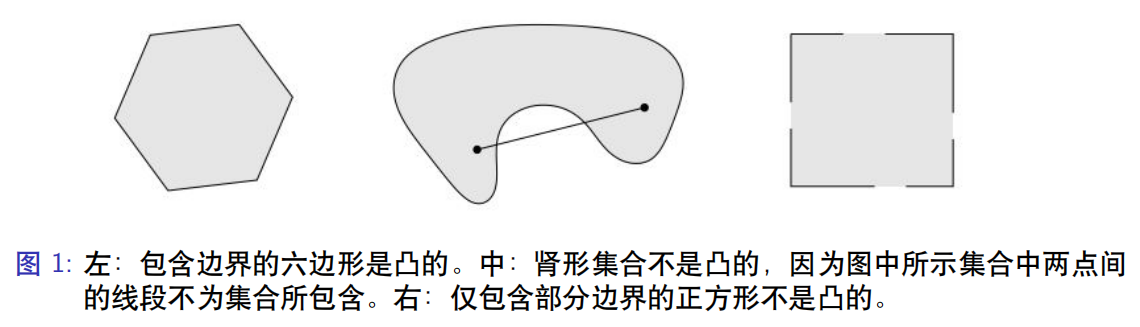 图 1: 左：包含边界的六边形是凸的。中：肾形集合不是凸的，因为图中所示集合中两点间
的线段不为集合所包含。右：仅包含部分边界的正方形不是凸的。